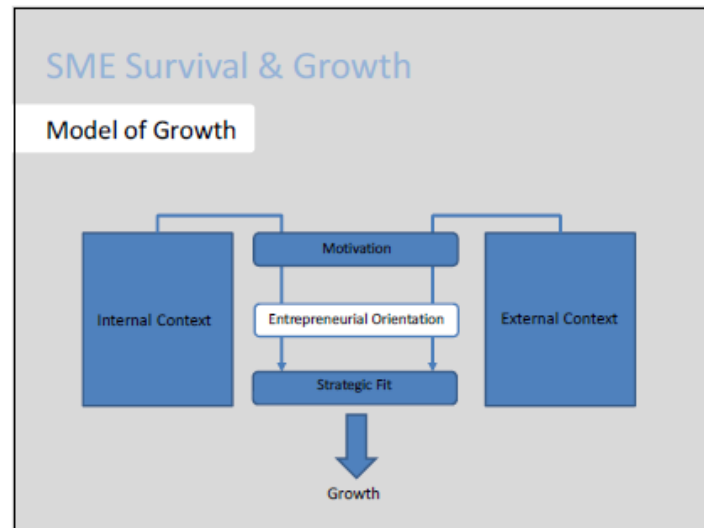 SME Survival & Growth
Model of Growth
Motivation
Internal Context
Entrepreneurial Orientation
External Context
Strategic Fit
Growth